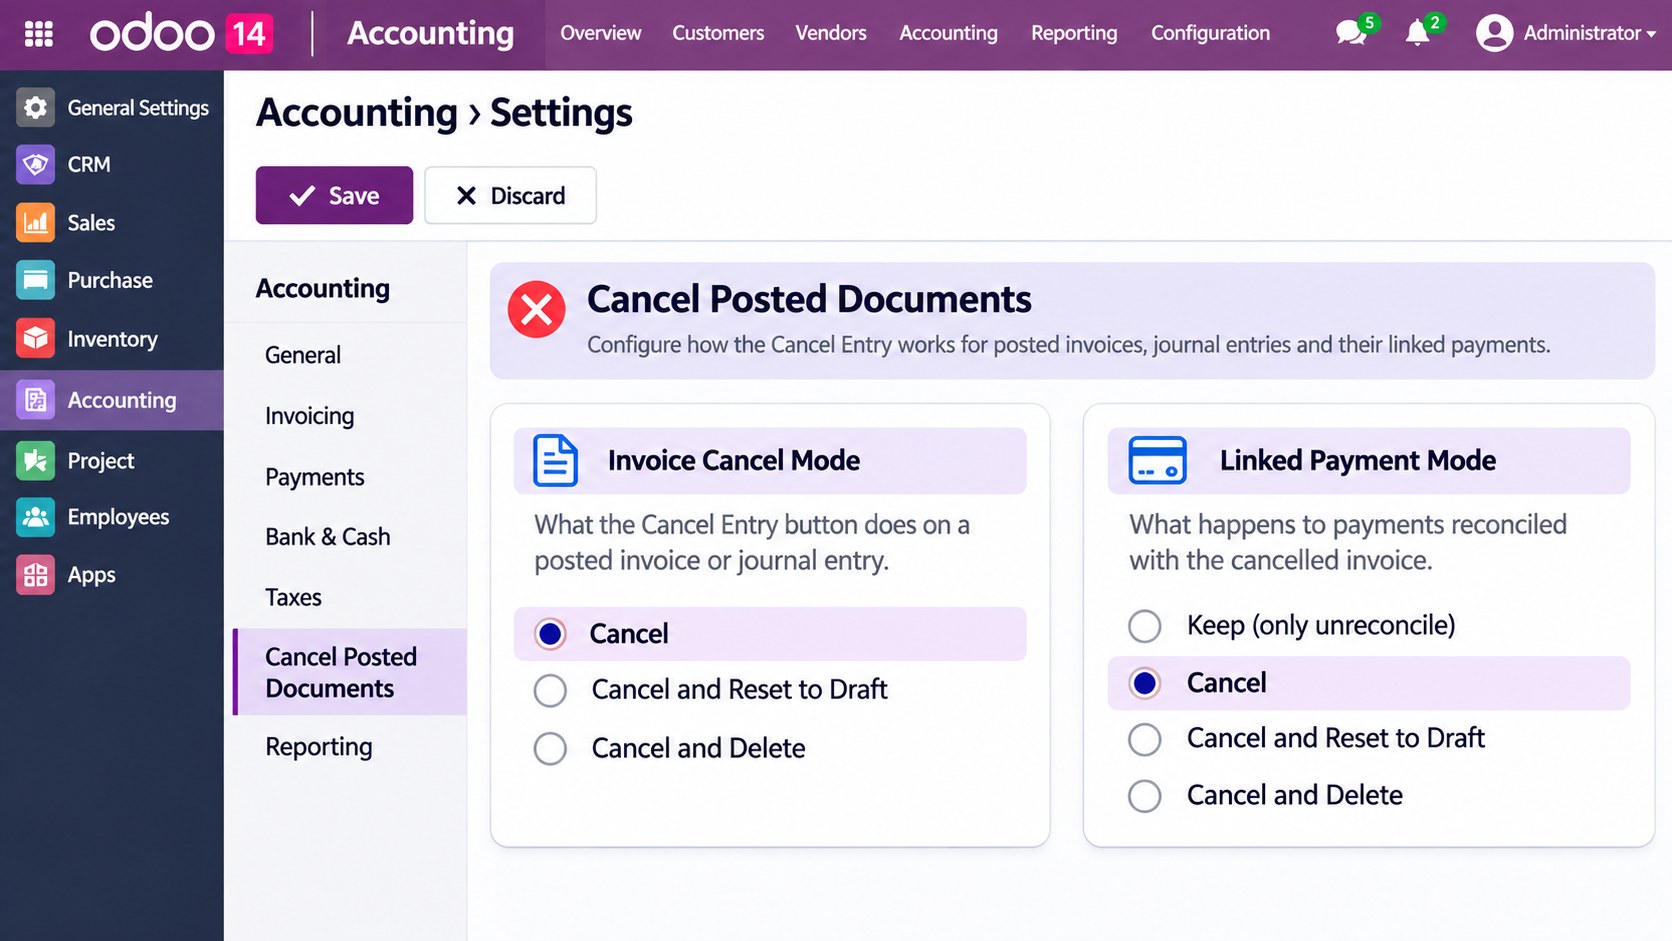 odoo 14
Accounting
Overview
Customers
Vendors
Accounting
Reporting
Configuration
5
2
Administrator
General Settings
CRM
Sales
Purchase
Inventory
Accounting
Project
Employees
Apps
Accounting › Settings
Save
Discard
Accounting
General
Invoicing
Payments
Bank & Cash
Taxes
Cancel Posted
Documents
Reporting
Cancel Posted Documents
Configure how the Cancel Entry works for posted invoices, journal entries and their linked payments.
Invoice Cancel Mode
What the Cancel Entry button does on a
posted invoice or journal entry.
Cancel
Cancel and Reset to Draft
Cancel and Delete
Linked Payment Mode
What happens to payments reconciled
with the cancelled invoice.
Keep (only unreconcile)
Cancel
Cancel and Reset to Draft
Cancel and Delete